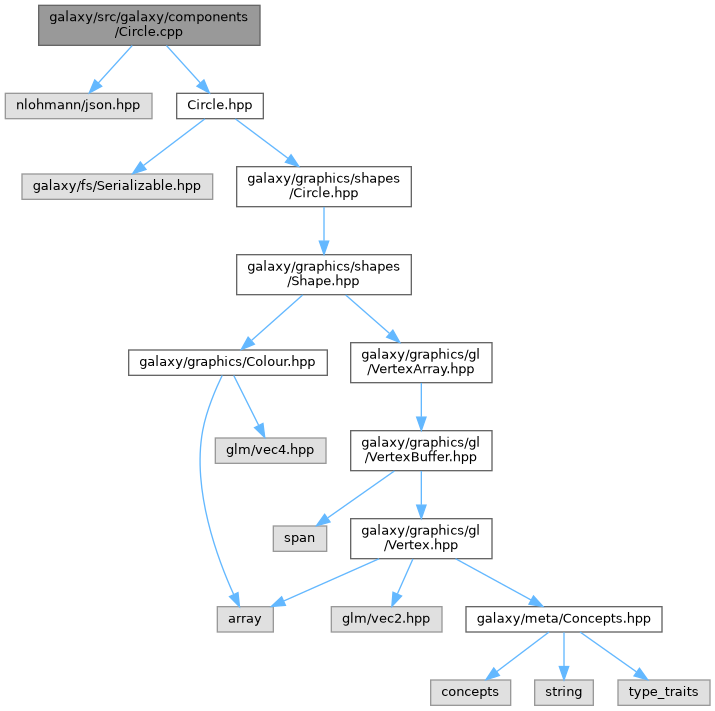 galaxy/src/galaxy/components
/Circle.cpp
nlohmann/json.hpp
Circle.hpp
galaxy/fs/Serializable.hpp
galaxy/graphics/shapes
/Circle.hpp
galaxy/graphics/shapes
/Shape.hpp
galaxy/graphics/Colour.hpp
galaxy/graphics/gl
/VertexArray.hpp
glm/vec4.hpp
galaxy/graphics/gl
/VertexBuffer.hpp
span
galaxy/graphics/gl
/Vertex.hpp
array
glm/vec2.hpp
galaxy/meta/Concepts.hpp
concepts
string
type_traits